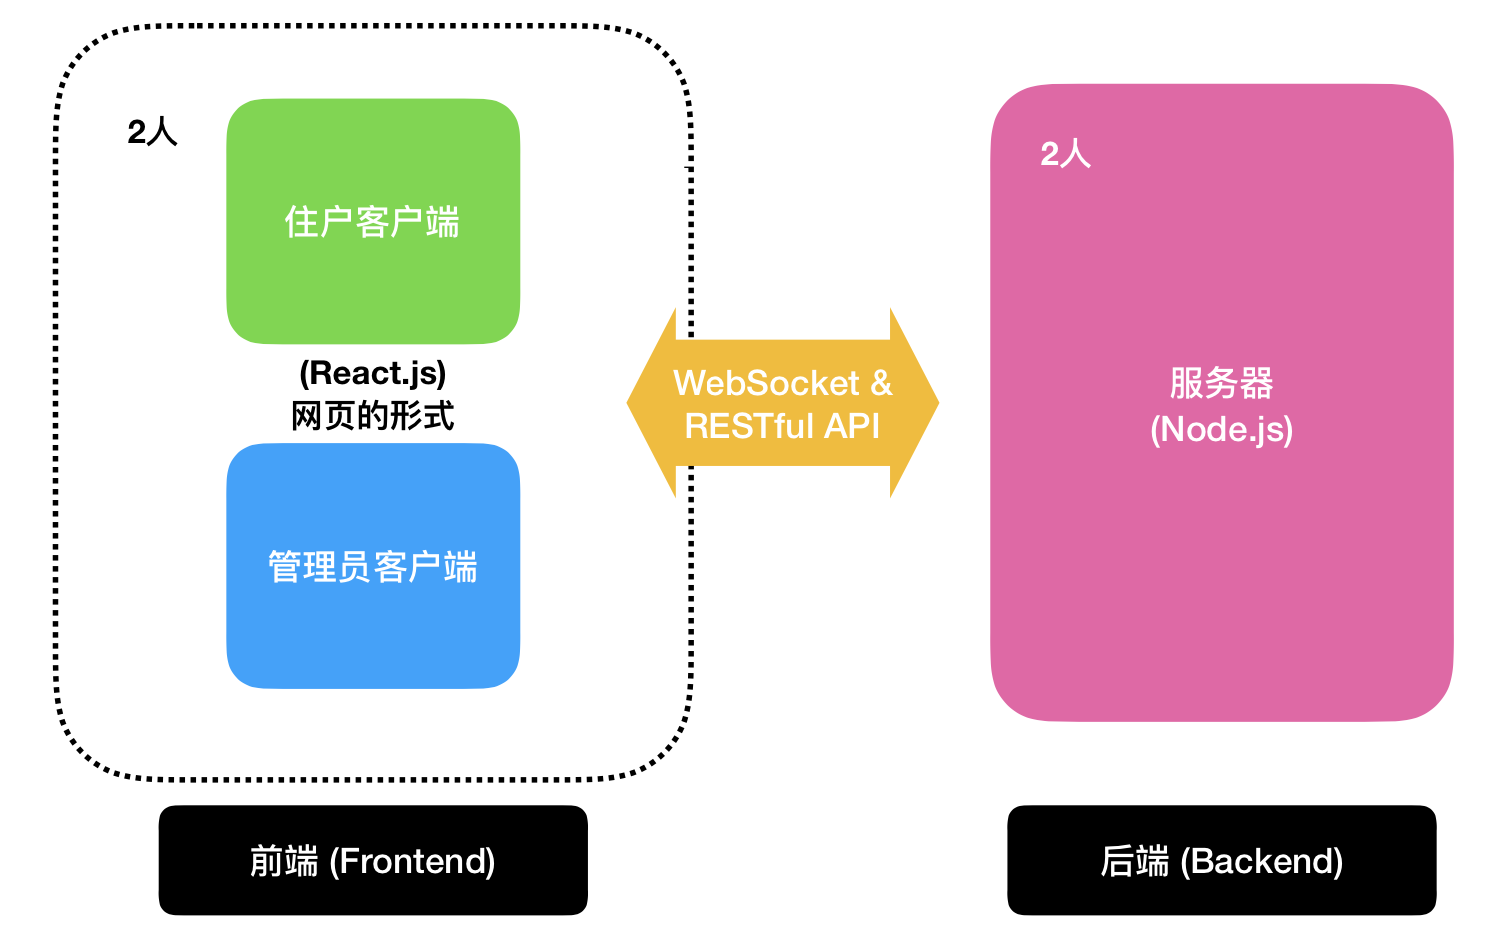 2人
住户客户端
(React.js)
网页的形式
管理员客户端
WebSocket &
RESTful API
2人
服务器
(Node.js)
前端 (Frontend)
后端 (Backend)